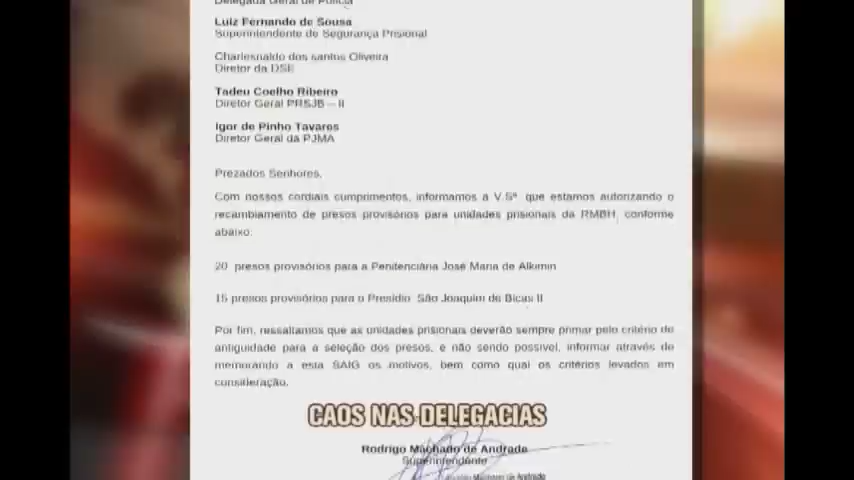 Delegada Geral de Polícia
Luiz Fernando de Sousa
Superintendente de Segurança Prisional
Charlesnaldo dos santos Oliveira
Diretor da DSE
Tadeu Coelho Ribeiro
Diretor Geral PRSJB – II
Igor de Pinho Tavares
Diretor Geral da PJMA
Prezados Senhores,
Com nossos cordiais cumprimentos, informamos a V.Sª que estamos autorizando o
recambiamento de presos provisórios para unidades prisionais da RMBH, conforme
abaixo:
20 presos provisórios para a Penitenciária José Maria de Alkimin
15 presos provisórios para o Presídio São Joaquim de Bicas II
Por fim, ressaltamos que as unidades prisionais deverão sempre primar pelo critério de
antiguidade para a seleção dos presos, e não sendo possível, informar através de
memorando a esta SAIG os motivos, bem como quai os critérios levados em
consideração.
CAOS NAS DELEGACIAS
Rodrigo Machado de Andrade
Superintendente
Machado de Andrade